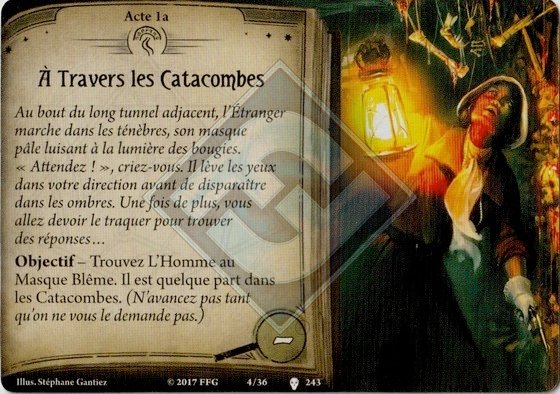 Acte 1a
À Travers les Catacombes
Au bout du long tunnel adjacent, l'Étranger
marche dans les ténèbres, son masque
pâle luisant à la lumière des bougies.
« Attendez ! », criez-vous. Il lève les yeux
dans votre direction avant de disparaître
dans les ombres. Une fois de plus, vous
allez devoir le traquer pour trouver
des réponses…
Objectif – Trouvez L'Homme au
Masque Blême. Il est quelque part dans
les Catacombes. (N'avancez pas tant
qu'on ne vous le demande pas.)
-
Illus. Stéphane Gantiez © 2017 FFG 4/36 243